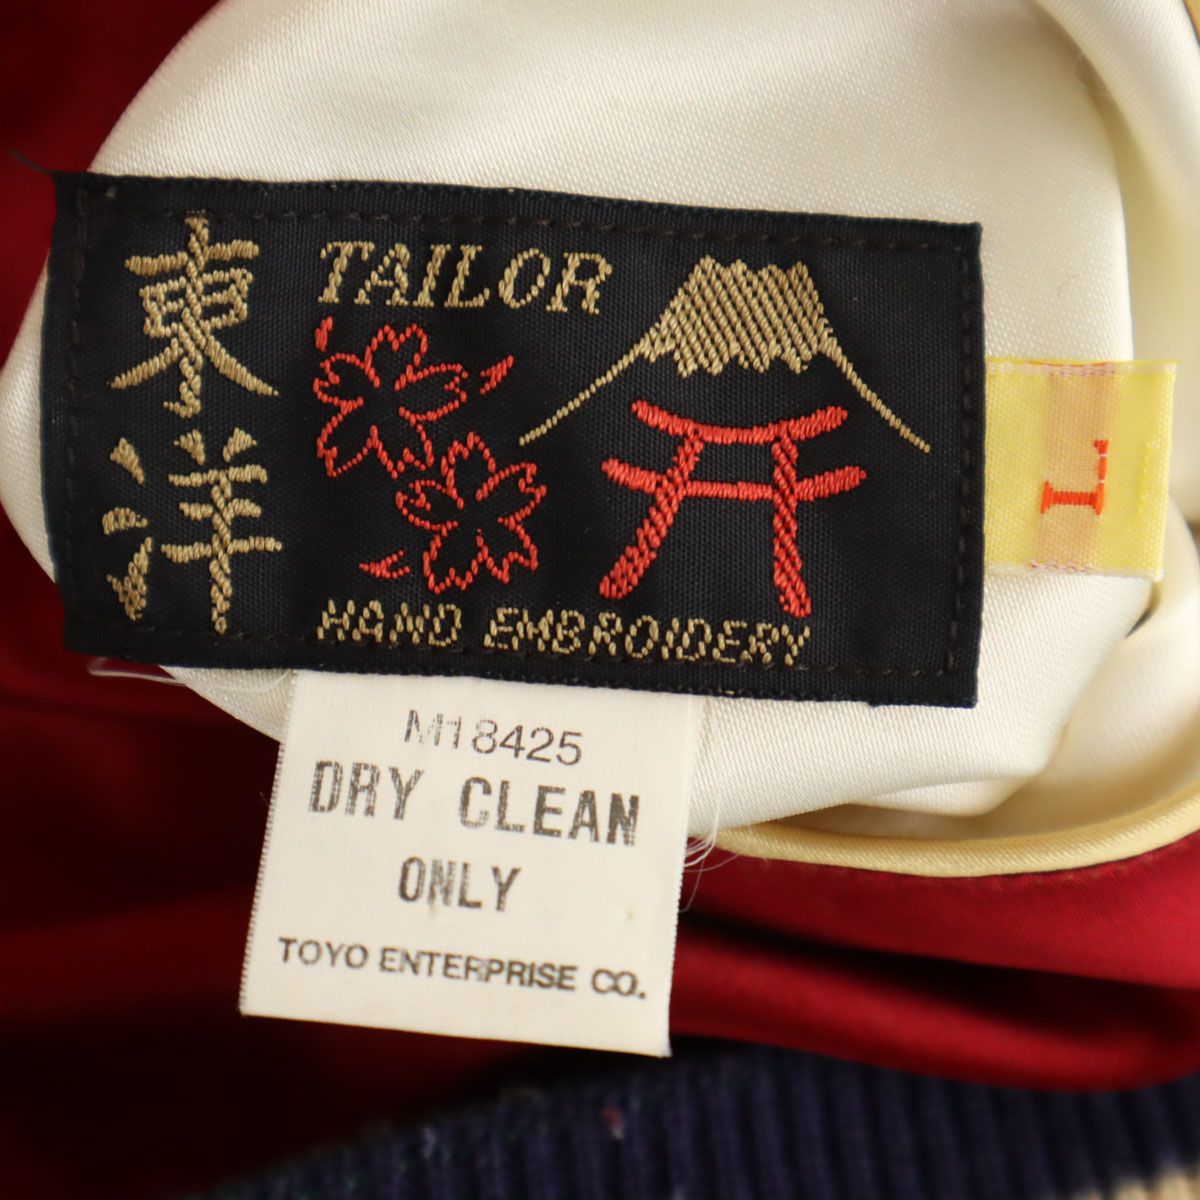 東洋
TAILOR
HAND EMBROIDERY
L
M18425
DRY CLEAN
ONLY
TOYO ENTERPRISE CO.